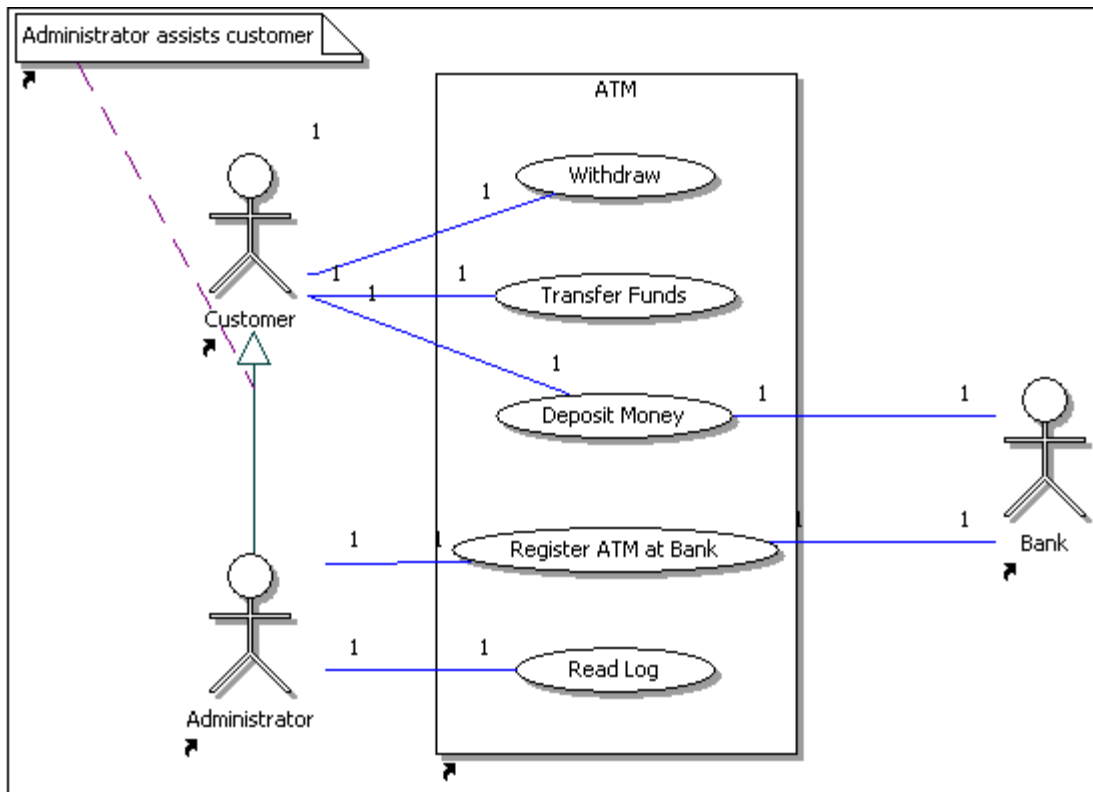 Administrator assists customer
ATM
1
Withdraw
1
1
1
Transfer Funds
1
Customer
1
Deposit Money
1
1
1
1
Register ATM at Bank
1
1
Bank
1
1
Read Log
Administrator